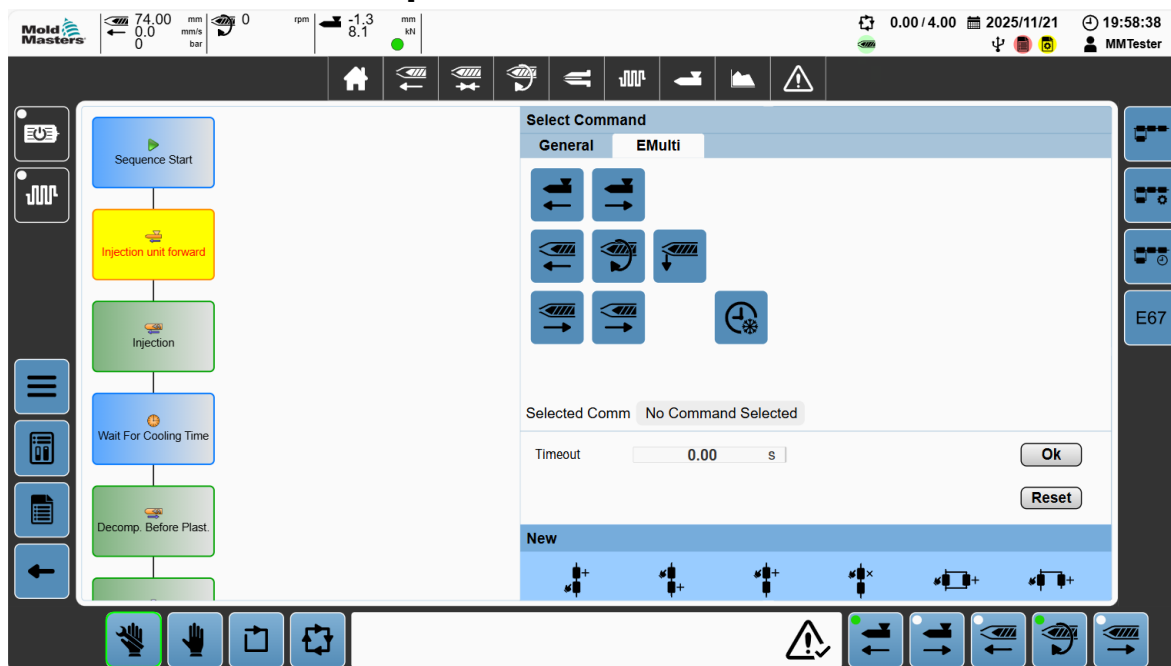 Mold
Masters
74.00 mm
0.0 mm/s
0 bar
0 rpm
-1.3 mm
8.1 kN
0.00 / 4.00
2025/11/21
19:58:38
MMTester
Sequence Start
Injection unit forward
Injection
Wait For Cooling Time
Decomp. Before Plast.
Select Command
General EMulti
Selected Comm No Command Selected
Timeout 0.00 s Ok
Reset
New
E67